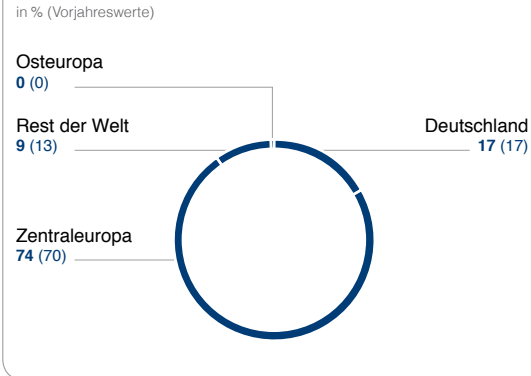 in % (Vorjahreswerte)
Osteuropa
0 (0)
Rest der Welt
9 (13)
Deutschland
17 (17)
Zentraleuropa
74 (70)